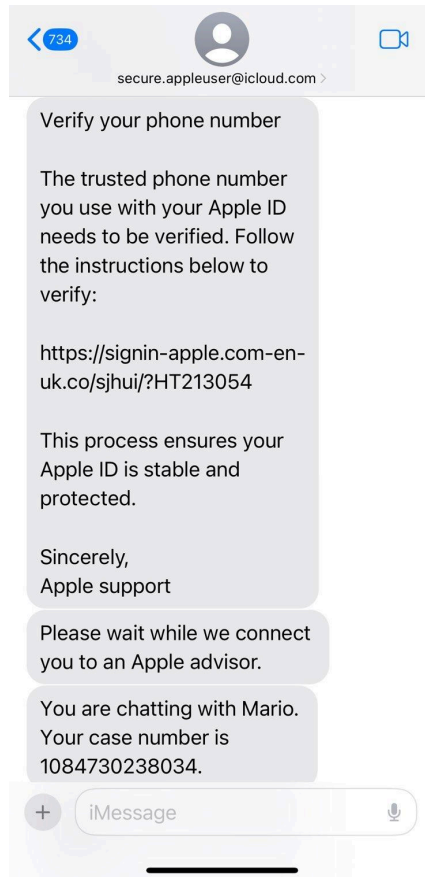 734
secure.appleuser@icloud.com
Verify your phone number
The trusted phone number
you use with your Apple ID
needs to be verified. Follow
the instructions below to
verify:
https://signin-apple.com-en-
uk.co/sjhui/?HT213054
This process ensures your
Apple ID is stable and
protected.
Sincerely,
Apple support
Please wait while we connect
you to an Apple advisor.
You are chatting with Mario.
Your case number is
1084730238034.
iMessage